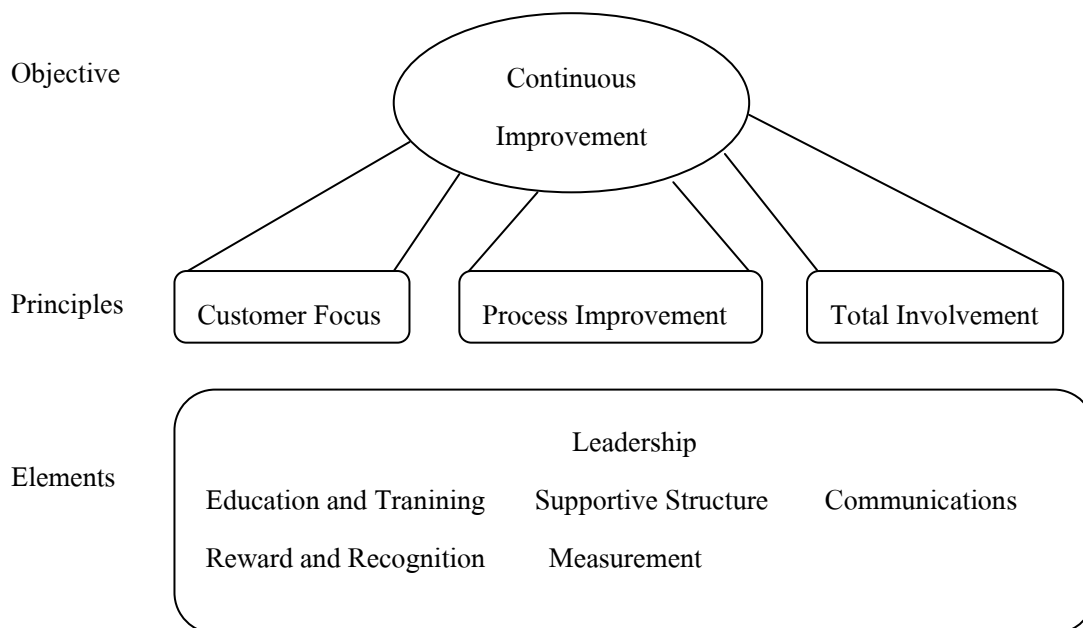 Objective
Continuous
Improvement
Principles
Customer Focus
Process Improvement
Total Involvement
Elements
Leadership
Education and Tranining
Supportive Structure
Communications
Reward and Recognition
Measurement